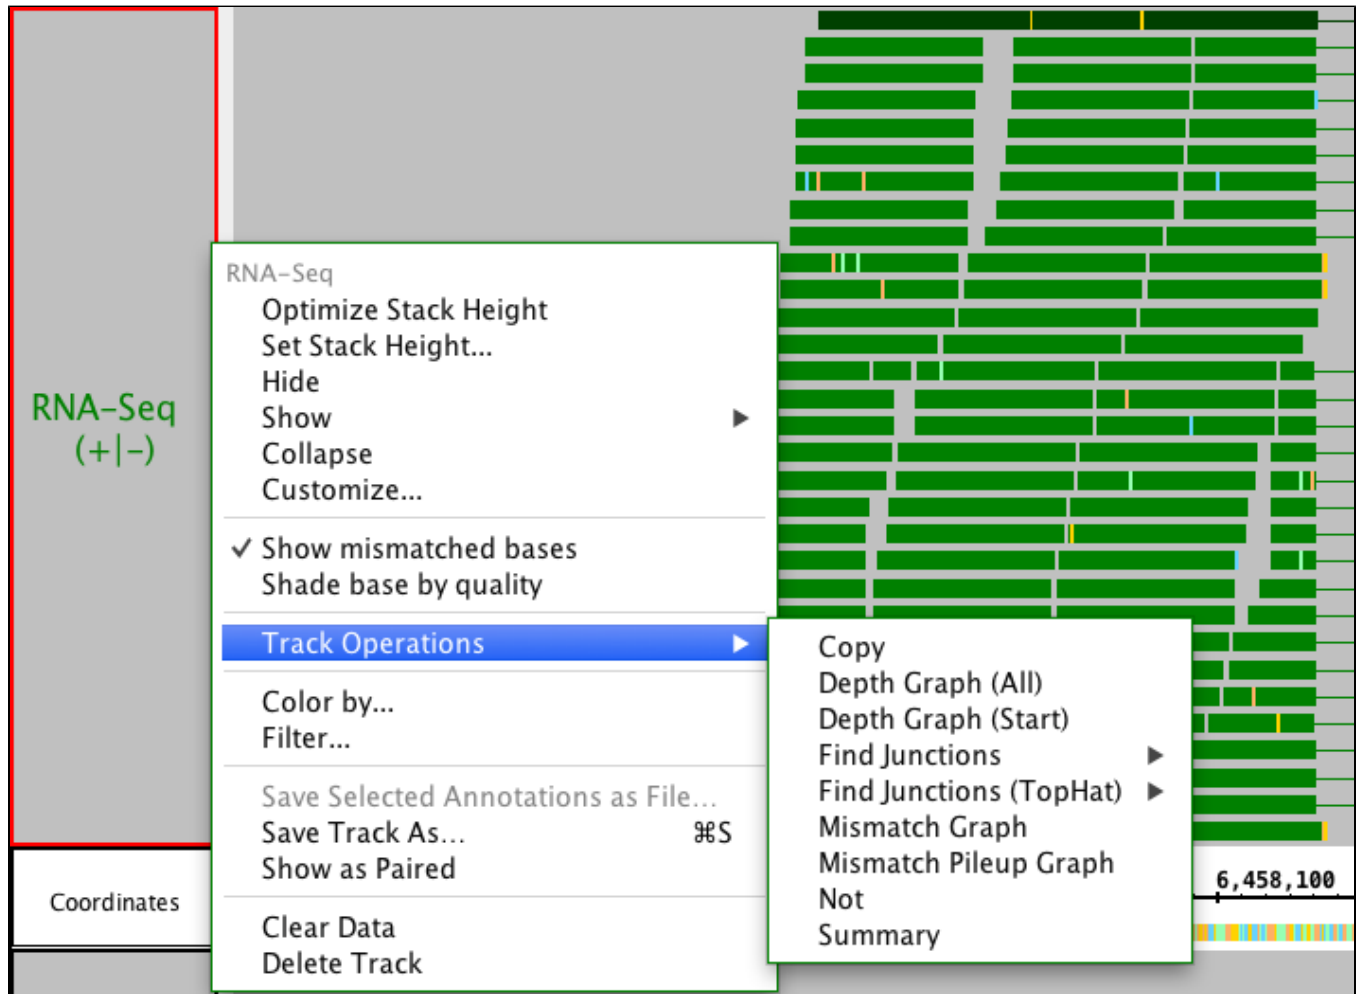 RNA-Seq
(+|-)
RNA-Seq
Optimize Stack Height
Set Stack Height...
Hide
Show
Collapse
Customize...
✓ Show mismatched bases
Shade base by quality
Track Operations
Color by...
Filter...
Save Selected Annotations as File...
Save Track As... ⌘S
Show as Paired
Clear Data
Delete Track
Copy
Depth Graph (All)
Depth Graph (Start)
Find Junctions
Find Junctions (TopHat)
Mismatch Graph
Mismatch Pileup Graph
Not
Summary
Coordinates
6,458,100